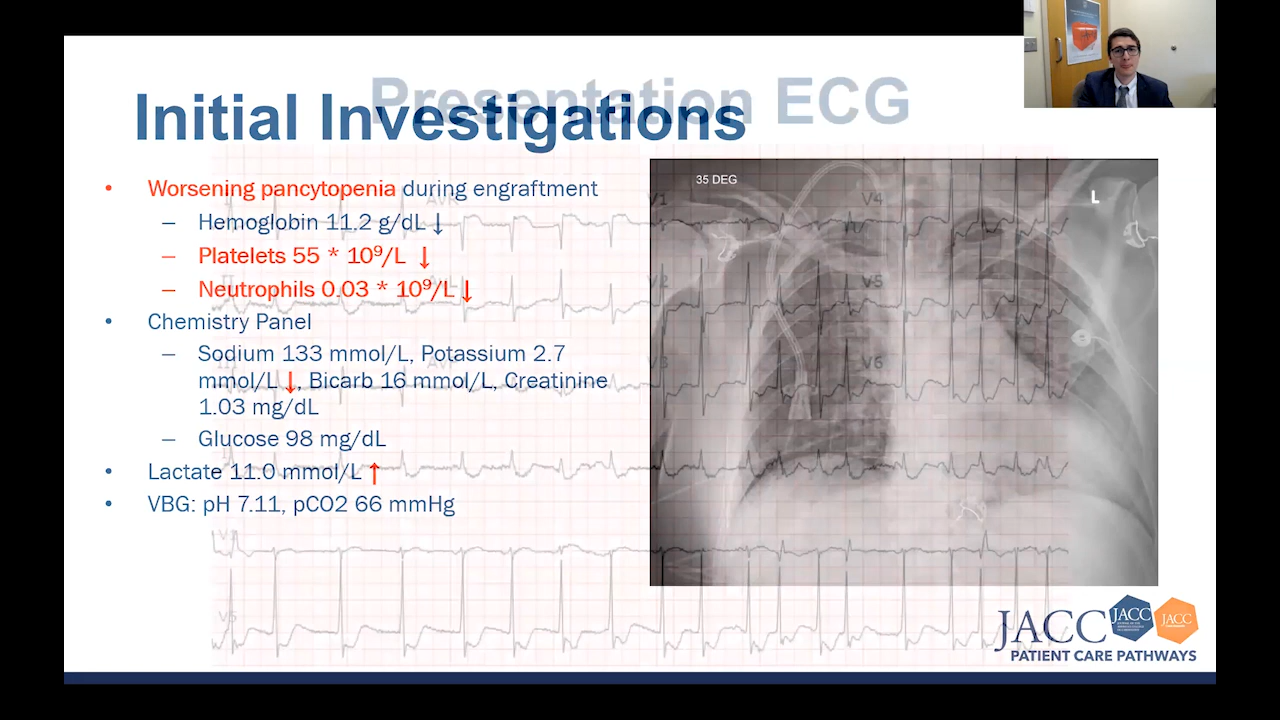 Presentation ECG
Initial Investigations
• Worsening pancytopenia during engraftment
– Hemoglobin 11.2 g/dL ↓
– Platelets 55 * 10⁹/L ↓
– Neutrophils 0.03 * 10⁹/L ↓
• Chemistry Panel
– Sodium 133 mmol/L, Potassium 2.7
mmol/L ↓, Bicarb 16 mmol/L, Creatinine
1.03 mg/dL
– Glucose 98 mg/dL
• Lactate 11.0 mmol/L ↑
• VBG: pH 7.11, pCO2 66 mmHg
35 DEG
L
V1
V4
V2
V5
V3
V6
II
V5
JACC
JACC
JACC
PATIENT CARE PATHWAYS